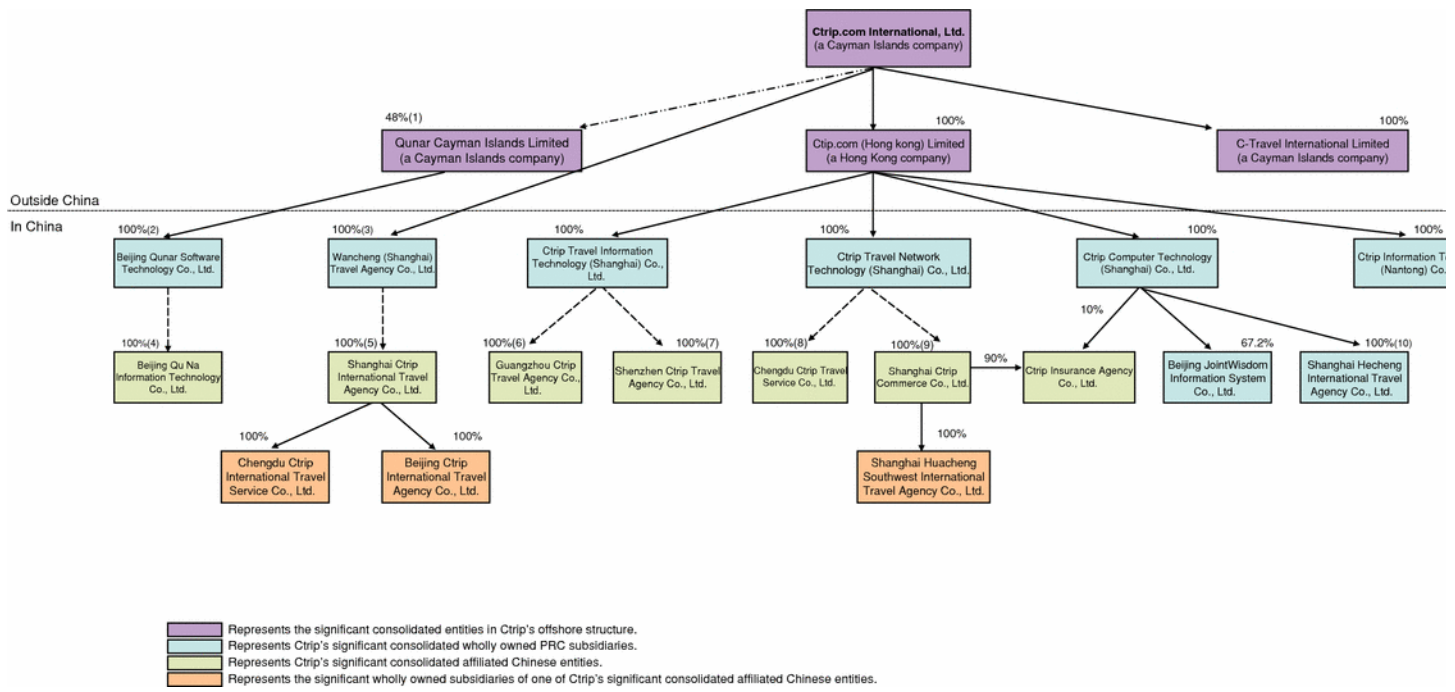 Ctrip.com International, Ltd.
(a Cayman Islands company)
48%(1)
Qunar Cayman Islands Limited
(a Cayman Islands company)
100%
Ctip.com (Hong kong) Limited
(a Hong Kong company)
100%
C-Travel International Limited
(a Cayman Islands company)
Outside China
In China
100%(2)
Beijing Qunar Software
Technology Co., Ltd.
100%(3)
Wancheng (Shanghai)
Travel Agency Co., Ltd.
100%
Ctrip Travel Information
Technology (Shanghai) Co.,
Ltd.
100%
Ctrip Travel Network
Technology (Shanghai) Co., Ltd.
100%
Ctrip Computer Technology
(Shanghai) Co., Ltd.
100%
Ctrip Information T
(Nantong) Co.
100%(4)
Beijing Qu Na
Information Technology
Co., Ltd.
100%(5)
Shanghai Ctrip
International Travel
Agency Co., Ltd.
100%(6)
Guangzhou Ctrip
Travel Agency Co.,
Ltd.
100%(7)
Shenzhen Ctrip Travel
Agency Co., Ltd.
100%(8)
Chengdu Ctrip Travel
Service Co., Ltd.
100%(9)
Shanghai Ctrip
Commerce Co., Ltd.
90%
10%
Ctrip Insurance Agency
Co., Ltd.
67.2%
Beijing JointWisdom
Information System
Co., Ltd.
100%(10)
Shanghai Hecheng
International Travel
Agency Co., Ltd.
100%
Chengdu Ctrip
International Travel
Service Co., Ltd.
100%
Beijing Ctrip
International Travel
Agency Co., Ltd.
100%
Shanghai Huacheng
Southwest International
Travel Agency Co., Ltd.
Represents the significant consolidated entities in Ctrip's offshore structure.
Represents Ctrip's significant consolidated wholly owned PRC subsidiaries.
Represents Ctrip's significant consolidated affiliated Chinese entities.
Represents the significant wholly owned subsidiaries of one of Ctrip's significant consolidated affiliated Chinese entities.